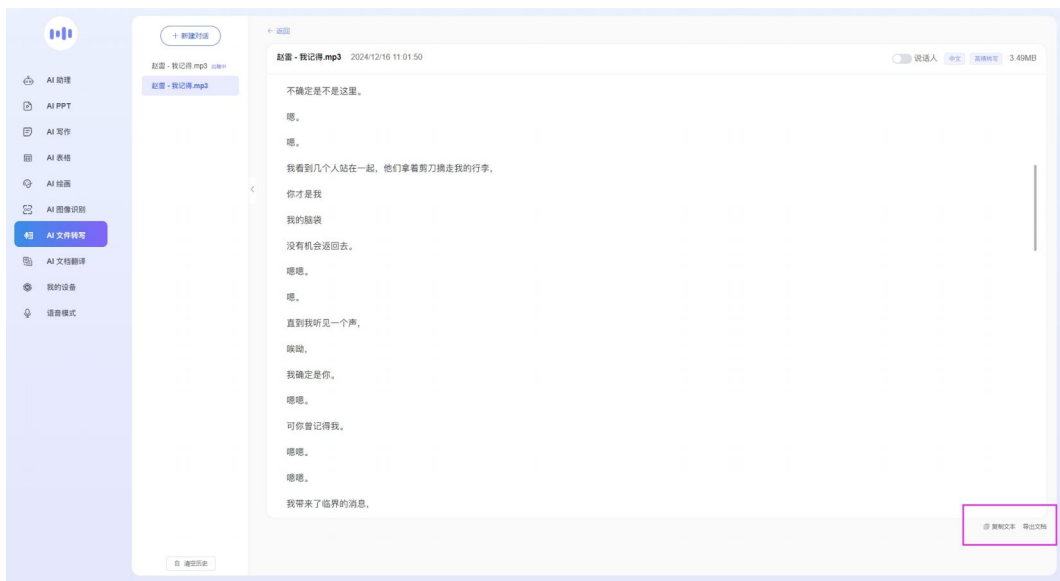 AI 助理
AI PPT
AI 写作
AI 表格
AI 绘画
AI 图像识别
AI 文件转写
AI 文档翻译
我的设备
语音模式
+ 新建对话
赵雷 - 我记得.mp3
赵雷 - 我记得.mp3
清空历史
← 返回
赵雷 - 我记得.mp3 2024/12/16 11:01:50
说话人 中文 高精转写 3.49MB
不确定是不是这里。
嗯。
嗯。
我看到几个人站在一起，他们拿着剪刀摘走我的行李，
你才是我
我的脑袋
没有机会返回去。
嗯嗯。
嗯。
直到我听见一个声，
唉呦，
我确定是你。
嗯嗯。
可你曾记得我。
嗯嗯。
嗯嗯。
我带来了临界的消息，
复制文本 导出文档